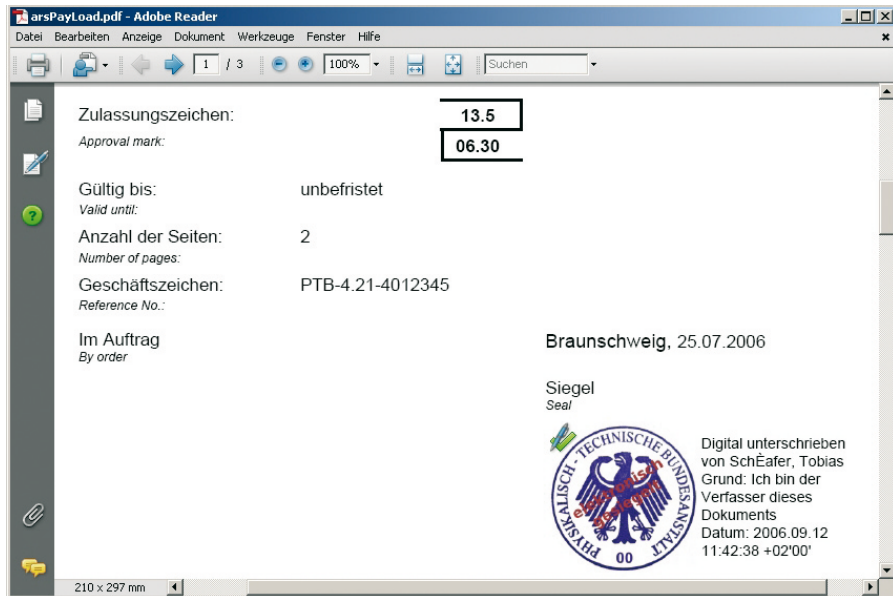 arsPayLoad.pdf - Adobe Reader
Datei Bearbeiten Anzeige Dokument Werkzeuge Fenster Hilfe
1 / 3 100% Suchen
Zulassungszeichen: 13.5
Approval mark: 06.30
Gültig bis: unbefristet
Valid until:
Anzahl der Seiten: 2
Number of pages:
Geschäftszeichen: PTB-4.21-4012345
Reference No.:
Im Auftrag Braunschweig, 25.07.2006
By order
Siegel
Seal
PHYSIKALISCH - TECHNISCHE BUNDESANSTALT
elektronisch
gesiegelt
00
Digital unterschrieben
von SchÈafer, Tobias
Grund: Ich bin der
Verfasser dieses
Dokuments
Datum: 2006.09.12
11:42:38 +02'00'
210 x 297 mm